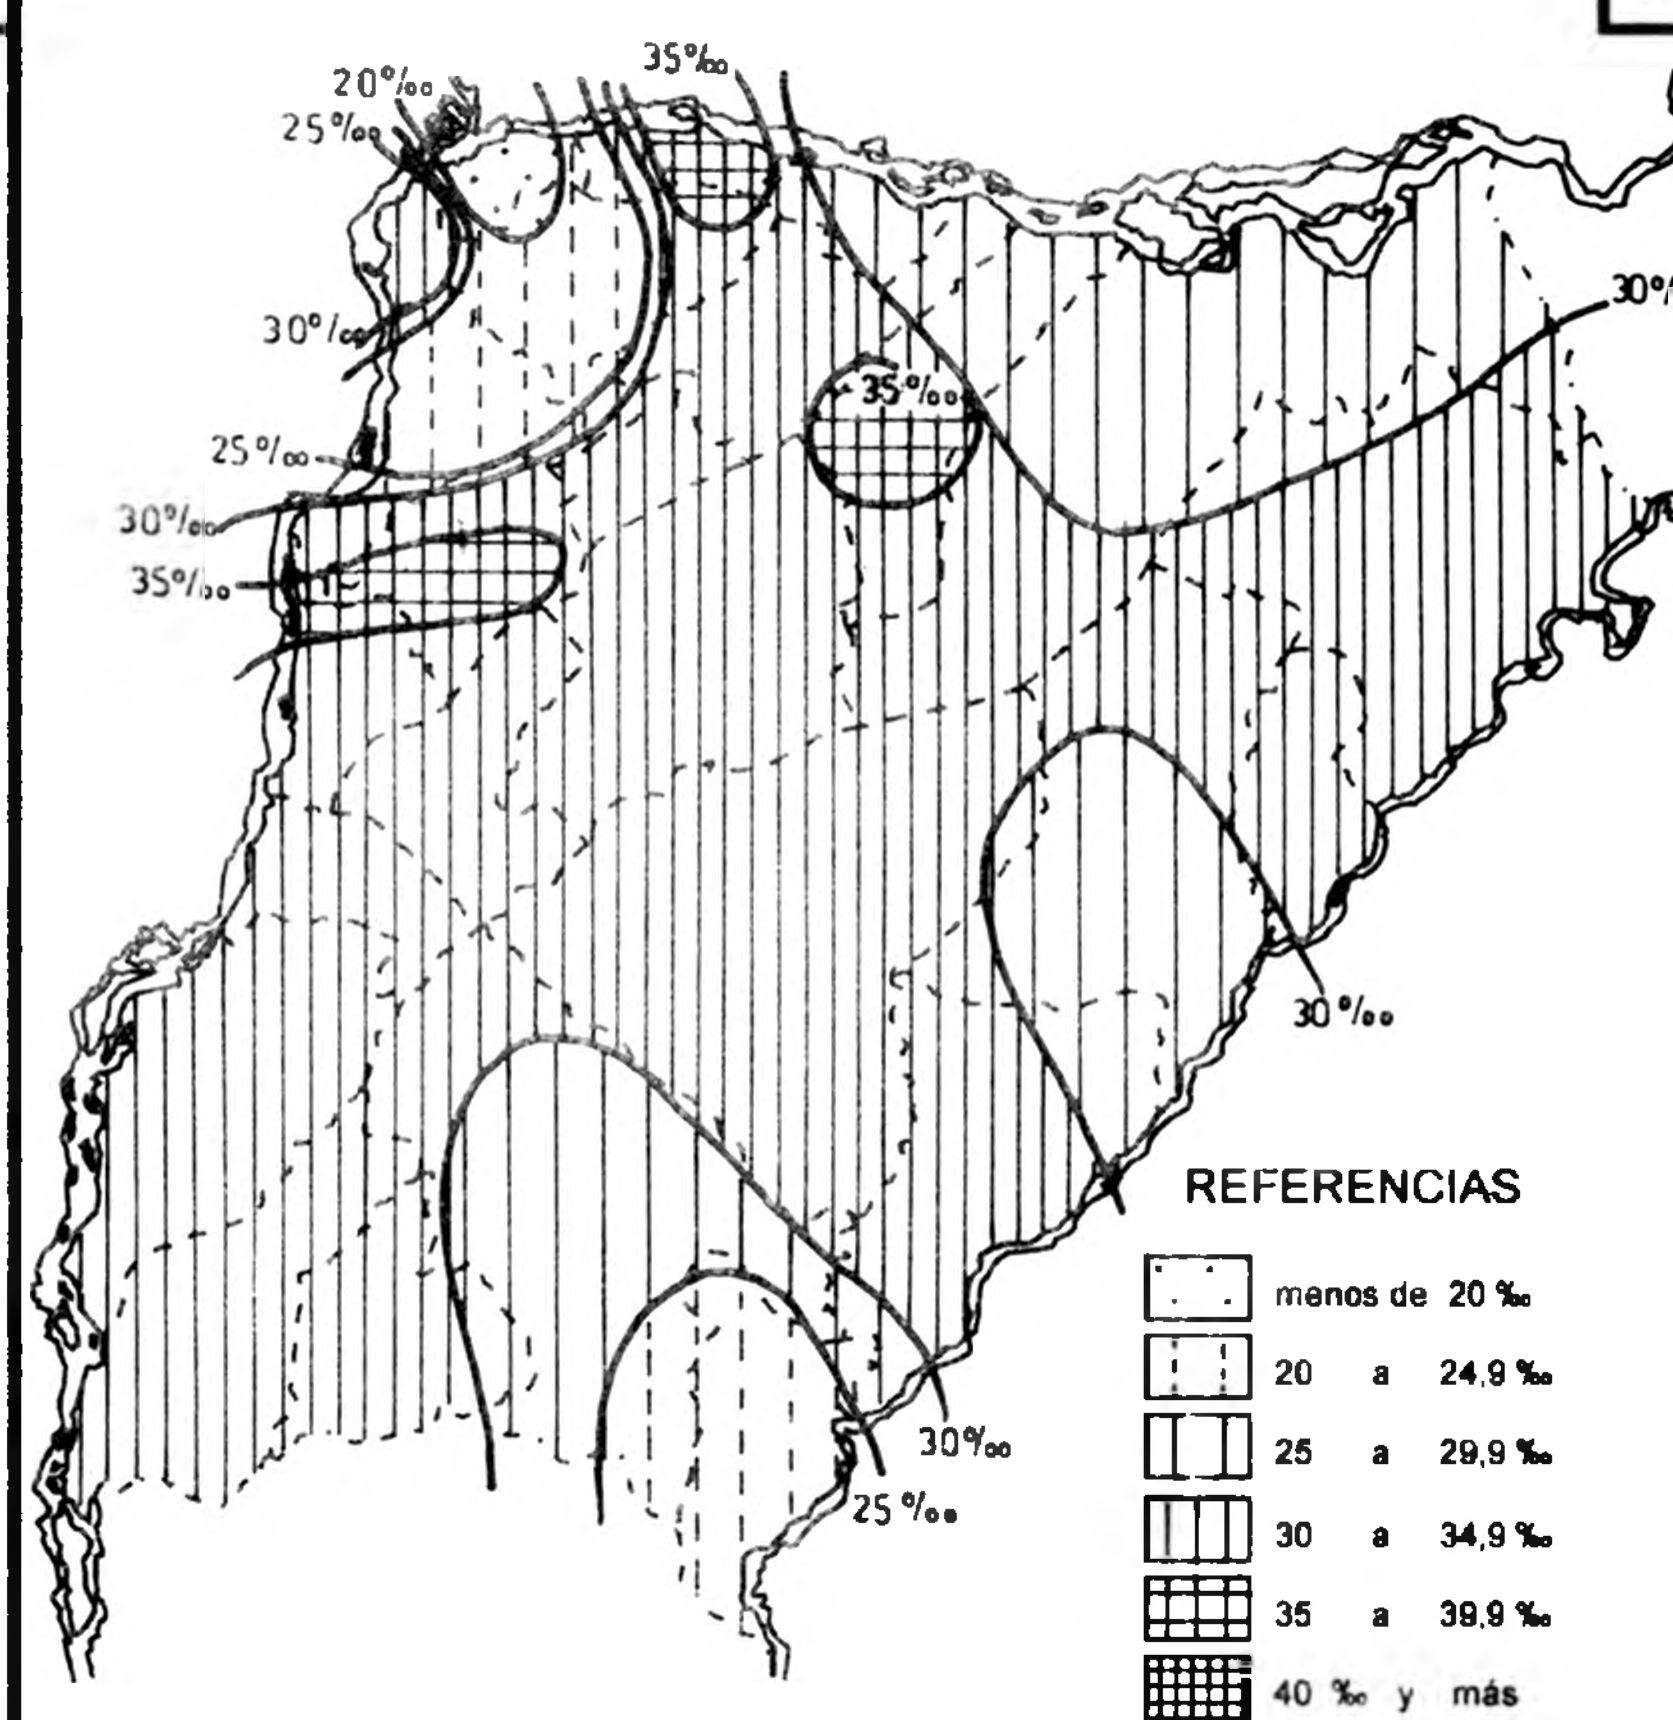 35‰
20‰
25‰
30‰
30‰
35‰
25‰
30‰
35‰
30‰
REFERENCIAS
menos de 20 ‰
20 a 24,9 ‰
25 a 29,9 ‰
30 a 34,9 ‰
35 a 39,9 ‰
40 ‰ y más
30‰
25‰